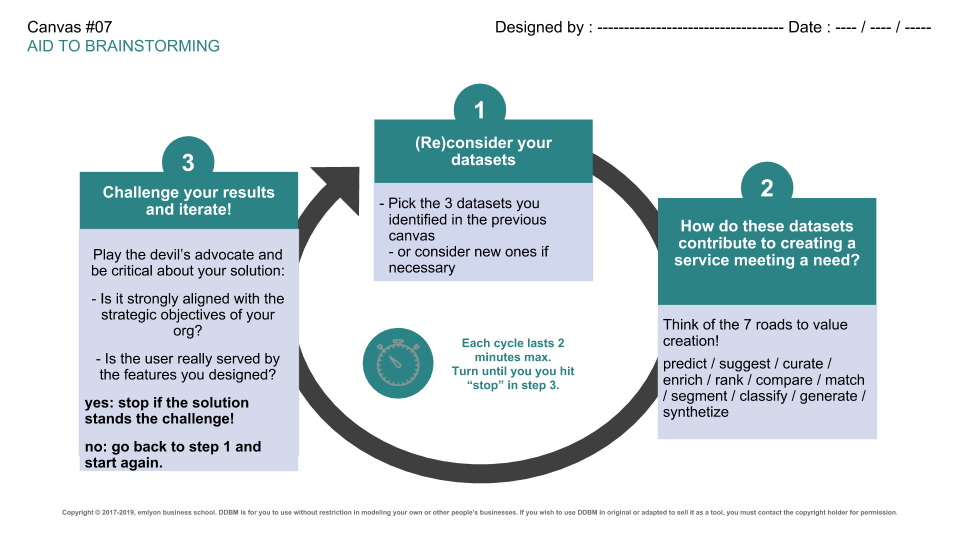 Canvas #07
AID TO BRAINSTORMING
Designed by : ----------------------------------- Date : ---- / ---- / -----
1
(Re)consider your
datasets
- Pick the 3 datasets you
identified in the previous
canvas
- or consider new ones if
necessary
2
How do these datasets
contribute to creating a
service meeting a need?
Think of the 7 roads to value
creation!
predict / suggest / curate /
enrich / rank / compare / match
/ segment / classify / generate /
synthetize
3
Challenge your results
and iterate!
Play the devil's advocate and
be critical about your solution:
- Is it strongly aligned with the
strategic objectives of your
org?
- Is the user really served by
the features you designed?
yes: stop if the solution
stands the challenge!
no: go back to step 1 and
start again.
Each cycle lasts 2
minutes max.
Turn until you you hit
“stop” in step 3.
Copyright © 2017-2019, emlyon business school. DDBM is for you to use without restriction in modeling your own or other people's businesses. If you wish to use DDBM in original or adapted to sell it as a tool, you must contact the copyright holder for permission.